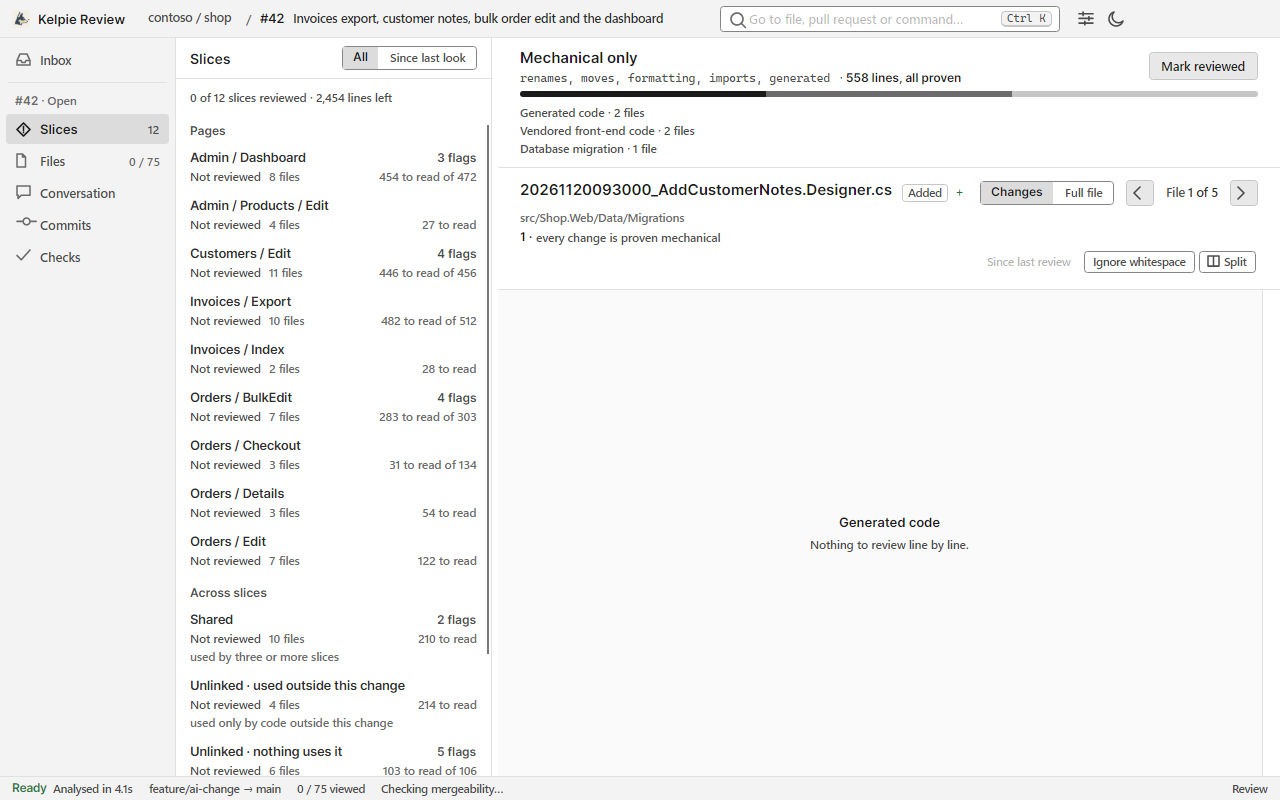 Kelpie Review
contoso / shop / #42 Invoices export, customer notes, bulk order edit and the dashboard
Go to file, pull request or command... Ctrl K
Inbox
#42 · Open
Slices 12
Files 0 / 75
Conversation
Commits
Checks
Slices
All Since last look
0 of 12 slices reviewed · 2,454 lines left
Pages
Admin / Dashboard 3 flags
Not reviewed 8 files 454 to read of 472
Admin / Products / Edit
Not reviewed 4 files 27 to read
Customers / Edit 4 flags
Not reviewed 11 files 446 to read of 456
Invoices / Export
Not reviewed 10 files 482 to read of 512
Invoices / Index
Not reviewed 2 files 28 to read
Orders / BulkEdit 4 flags
Not reviewed 7 files 283 to read of 303
Orders / Checkout
Not reviewed 3 files 31 to read of 134
Orders / Details
Not reviewed 3 files 54 to read
Orders / Edit
Not reviewed 7 files 122 to read
Across slices
Shared 2 flags
Not reviewed 10 files 210 to read
used by three or more slices
Unlinked · used outside this change
Not reviewed 4 files 214 to read
used only by code outside this change
Unlinked · nothing uses it 5 flags
Not reviewed 6 files 103 to read of 106
Mechanical only
renames, moves, formatting, imports, generated · 558 lines, all proven
Mark reviewed
Generated code · 2 files
Vendored front-end code · 2 files
Database migration · 1 file
20261120093000_AddCustomerNotes.Designer.cs Added +
Changes Full file
File 1 of 5
src/Shop.Web/Data/Migrations
1 · every change is proven mechanical
Since last review Ignore whitespace Split
Generated code
Nothing to review line by line.
Ready Analysed in 4.1s feature/ai-change → main 0 / 75 viewed Checking mergeability... Review